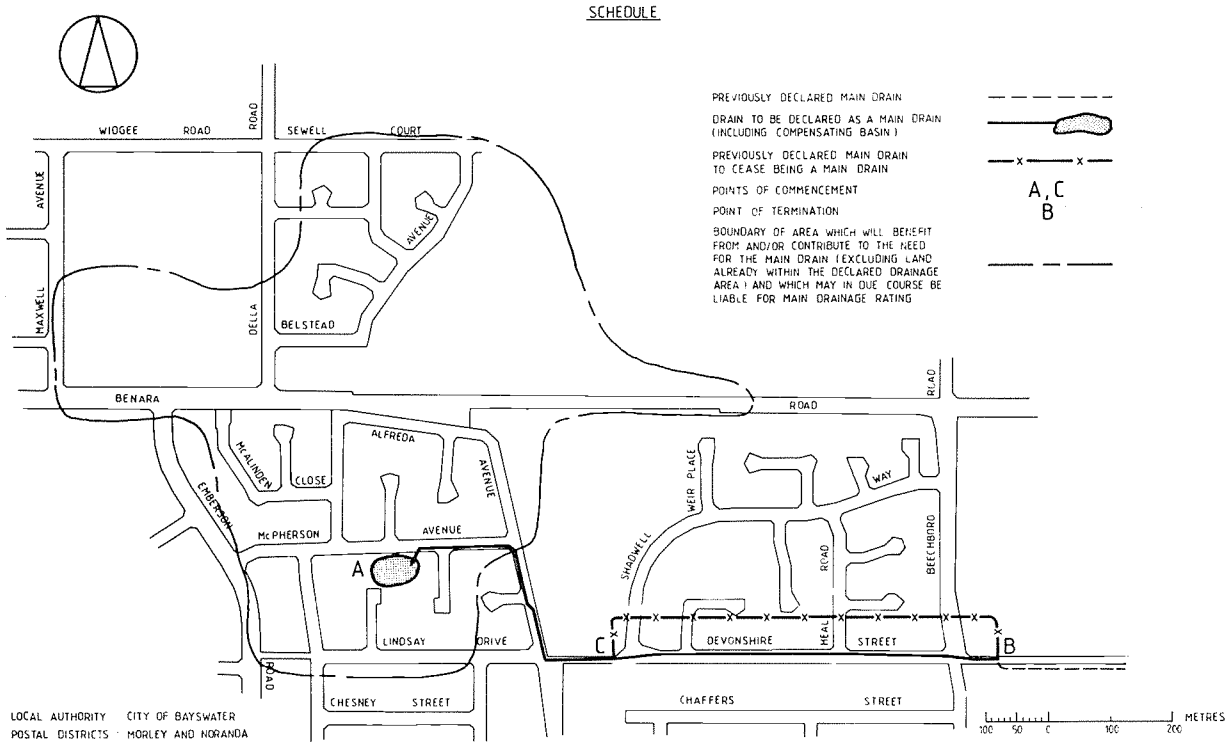 SCHEDULE
PREVIOUSLY DECLARED MAIN DRAIN
DRAIN TO BE DECLARED AS A MAIN DRAIN
(INCLUDING COMPENSATING BASIN)
PREVIOUSLY DECLARED MAIN DRAIN
TO CEASE BEING A MAIN DRAIN
POINTS OF COMMENCEMENT
A, C
POINT OF TERMINATION
B
BOUNDARY OF AREA WHICH WILL BENEFIT
FROM AND/OR CONTRIBUTE TO THE NEED
FOR THE MAIN DRAIN (EXCLUDING LAND
ALREADY WITHIN THE DECLARED DRAINAGE
AREA) AND WHICH MAY IN DUE COURSE BE
LIABLE FOR MAIN DRAINAGE RATING
WIDGEE ROAD
SEWELL COURT
DELLA ROAD
MAXWELL AVENUE
BELSTEAD AVENUE
BENARA ROAD
ALFREDA AVENUE
McALINDEN CLOSE
EMBERSON ROAD
McPHERSON AVENUE
WEIR PLACE
SHADWELL WAY
BEECHBORO ROAD
HEAL ROAD
A
LINDSAY DRIVE
C
DEVONSHIRE STREET
B
CHESNEY STREET
CHAFFERS STREET
LOCAL AUTHORITY CITY OF BAYSWATER
POSTAL DISTRICTS MORLEY AND NORANDA
100 50 0 100 200 METRES